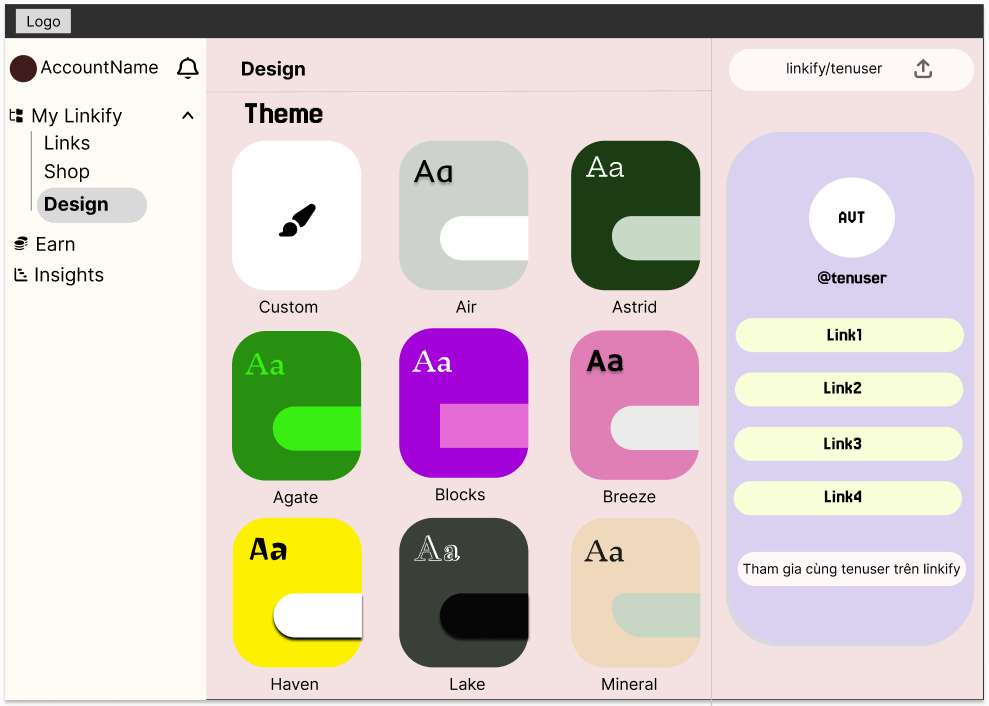 Logo
AccountName
My Linkify
Links
Shop
Design
Earn
Insights
Design
Theme
Custom
Aa
Air
Aa
Astrid
Aa
Agate
Aa
Blocks
Aa
Breeze
Aa
Haven
Aa
Lake
Aa
Mineral
linkify/tenuser
AVT
@tenuser
Link1
Link2
Link3
Link4
Tham gia cùng tenuser trên linkify